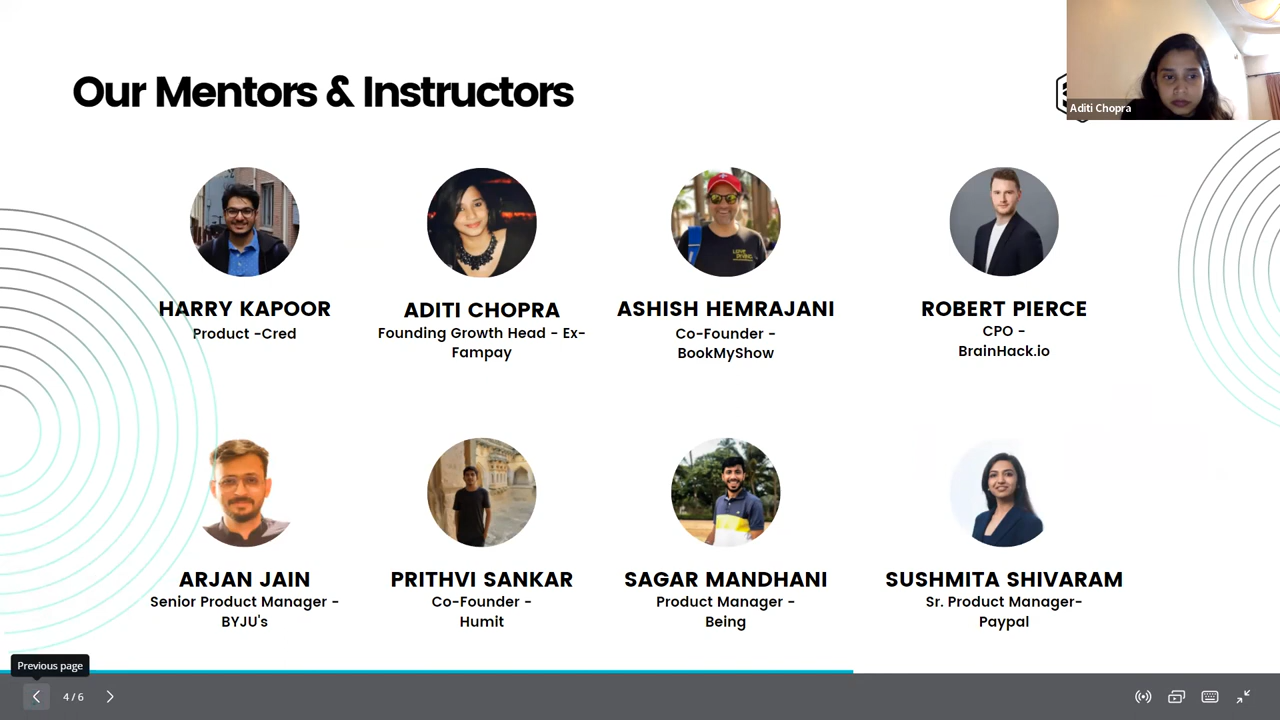 Our Mentors & Instructors
Aditi Chopra
HARRY KAPOOR
Product -Cred
ADITI CHOPRA
Founding Growth Head - Ex-
Fampay
ASHISH HEMRAJANI
Co-Founder -
BookMyShow
ROBERT PIERCE
CPO -
BrainHack.io
ARJAN JAIN
Senior Product Manager -
BYJU's
PRITHVI SANKAR
Co-Founder -
Humit
SAGAR MANDHANI
Product Manager -
Being
SUSHMITA SHIVARAM
Sr. Product Manager-
Paypal
Previous page
4 / 6